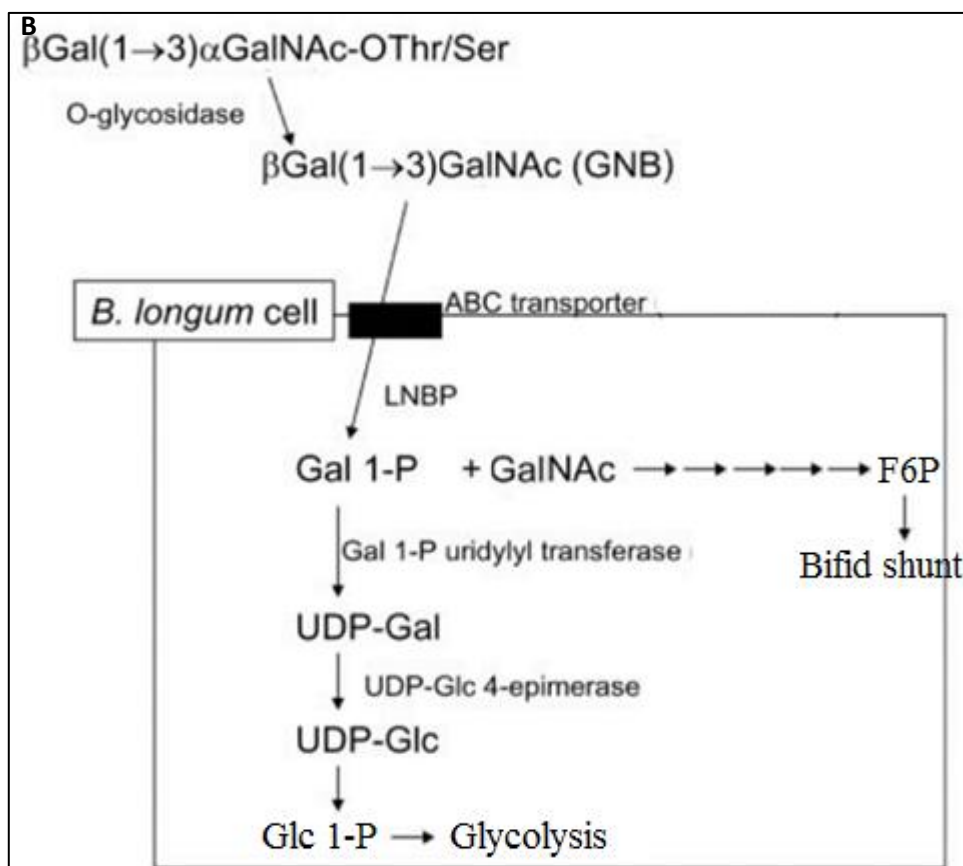 B
βGal(1→3)αGalNAc-OThr/Ser
O-glycosidase
βGal(1→3)GalNAc (GNB)
B. longum cell
ABC transporter
LNBP
Gal 1-P + GalNAc → → → → → F6P
Gal 1-P uridylyl transferase
Bifid shunt
UDP-Gal
UDP-Glc 4-epimerase
UDP-Glc
Glc 1-P → Glycolysis